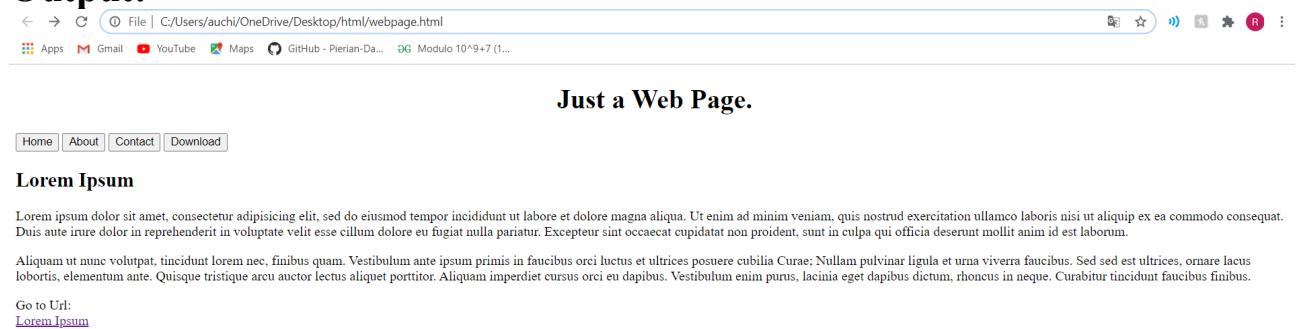 Output:
File | C:/Users/auchi/OneDrive/Desktop/html/webpage.html
R
Apps Gmail YouTube Maps GitHub - Pierian-Da... Modulo 10^9+7 (1...
Just a Web Page.
Home About Contact Download
Lorem Ipsum
Lorem ipsum dolor sit amet, consectetur adipisicing elit, sed do eiusmod tempor incididunt ut labore et dolore magna aliqua. Ut enim ad minim veniam, quis nostrud exercitation ullamco laboris nisi ut aliquip ex ea commodo consequat.
Duis aute irure dolor in reprehenderit in voluptate velit esse cillum dolore eu fugiat nulla pariatur. Excepteur sint occaecat cupidatat non proident, sunt in culpa qui officia deserunt mollit anim id est laborum.
Aliquam ut nunc volutpat, tincidunt lorem nec, finibus quam. Vestibulum ante ipsum primis in faucibus orci luctus et ultrices posuere cubilia Curae; Nullam pulvinar ligula et urna viverra faucibus. Sed sed est ultrices, ornare lacus
lobortis, elementum ante. Quisque tristique arcu auctor lectus aliquet porttitor. Aliquam imperdiet cursus orci eu dapibus. Vestibulum enim purus, lacinia eget dapibus dictum, rhoncus in neque. Curabitur tincidunt faucibus finibus.
Go to Url:
Lorem Ipsum